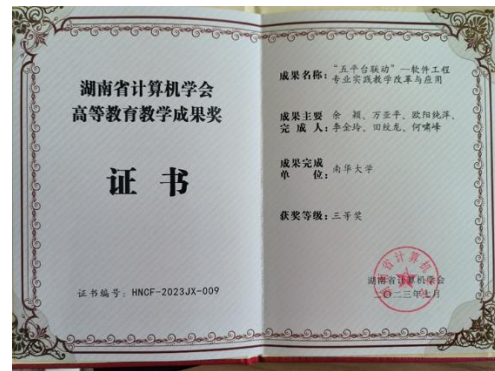 湖南省计算机学会
高等教育教学成果奖
证书
证书编号：HNCF-2023JX-009
成果名称：“五平台联动”—软件工程
专业实践教学改革与应用
成果主要
完成人：余颖、万亚平、欧阳纯萍、
李金玲、田纹龙、何啸峰
成果完成
单位：南华大学
获奖等级：三等奖
湖南省计算机学会
二〇二三年七月